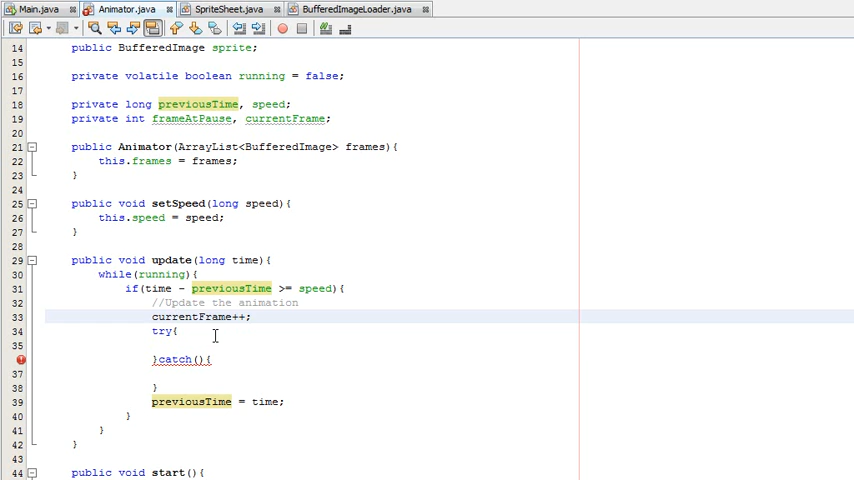 Main.java Animator.java SpriteSheet.java BufferedImageLoader.java
14 public BufferedImage sprite;
15
16 private volatile boolean running = false;
17
18 private long previousTime, speed;
19 private int frameAtPause, currentFrame;
20
21 public Animator(ArrayList<BufferedImage> frames){
22 this.frames = frames;
23 }
24
25 public void setSpeed(long speed){
26 this.speed = speed;
27 }
28
29 public void update(long time){
30 while(running){
31 if(time - previousTime >= speed){
32 //Update the animation
33 currentFrame++;
34 try{
35
}catch(){
37
38 }
39 previousTime = time;
40 }
41 }
42 }
43
44 public void start(){